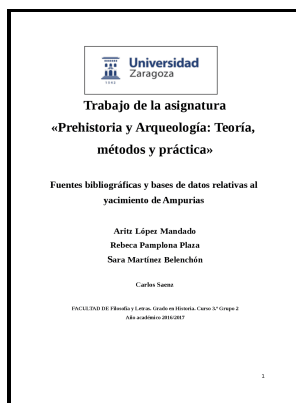 Universidad
Zaragoza
1542
Trabajo de la asignatura
«Prehistoria y Arqueología: Teoría,
métodos y práctica»
Fuentes bibliográficas y bases de datos relativas al
yacimiento de Ampurias
Aritz López Mandado
Rebeca Pamplona Plaza
Sara Martínez Belenchón
Carlos Saenz
FACULTAD DE Filosofía y Letras. Grado en Historia. Curso 3.º Grupo 2
Año académico 2016/2017
1